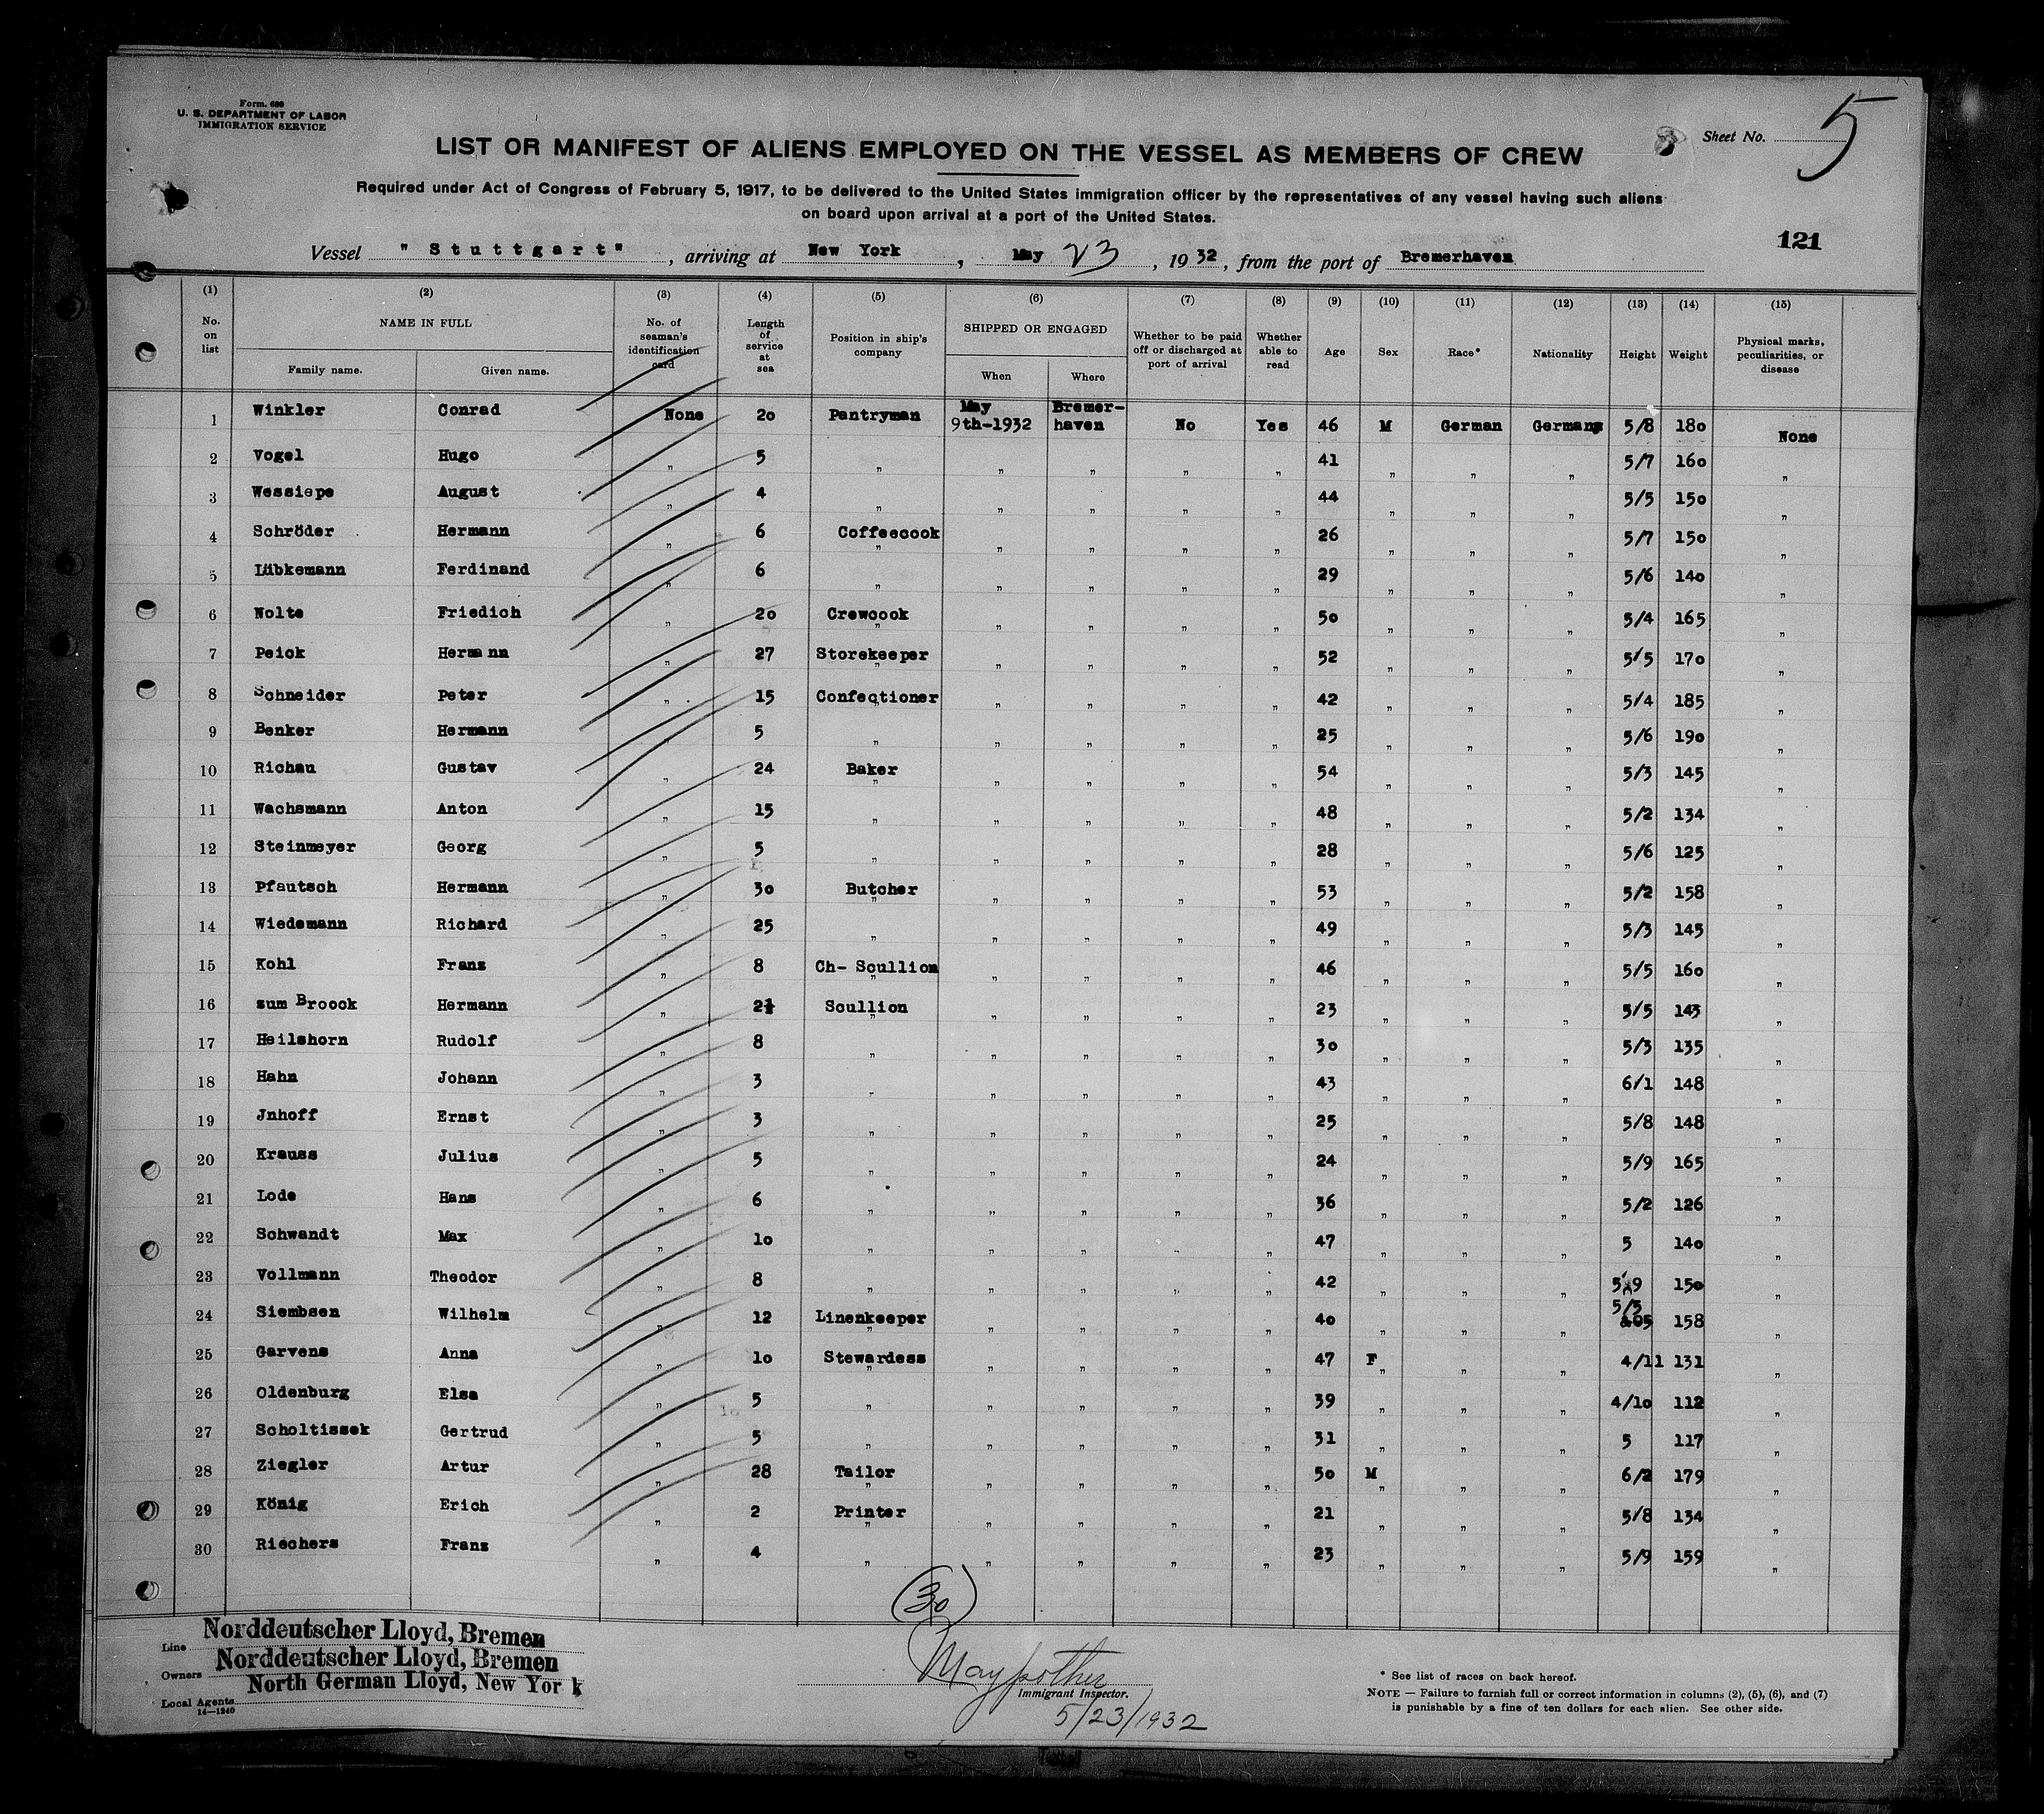 Form. 680
U. S. DEPARTMENT OF LABOR
IMMIGRATION SERVICE
Sheet No. 5
LIST OR MANIFEST OF ALIENS EMPLOYED ON THE VESSEL AS MEMBERS OF CREW
Required under Act of Congress of February 5, 1917, to be delivered to the United States immigration officer by the representatives of any vessel having such aliens
on board upon arrival at a port of the United States.
121
Vessel "Stuttgart", arriving at New York, May 23, 1932, from the port of Bremerhaven
(1) (2) (3) (4) (5) (6) (7) (8) (9) (10) (11) (12) (13) (14) (15)
No. on list NAME IN FULL Family name. Given name. No. of seaman's identification card Length of service at sea Position in ship's company SHIPPED OR ENGAGED When Where Whether to be paid off or discharged at port of arrival Whether able to read Age Sex Race* Nationality Height Weight Physical marks, peculiarities, or disease
1 Winkler Conrad None 20 Pantryman May 9th-1932 Bremer-haven No Yes 46 M German Germans 5/8 180 None
2 Vogel Hugo " 5 " " " " " 41 " " " 5/7 160 "
3 Wessiepe August " 4 " " " " " 44 " " " 5/5 150 "
4 Schröder Hermann " 6 Coffeecook " " " " " 26 " " " 5/7 150 "
5 Lübkemann Ferdinand " 6 " " " " " 29 " " " 5/6 140 "
6 Nolte Friedich " 20 Crewcook " " " " " 50 " " " 5/4 165 "
7 Peick Hermann " 27 Storekeeper " " " " " 52 " " " 5/5 170 "
8 Schneider Peter " 15 Confectioner " " " " " 42 " " " 5/4 185 "
9 Benker Hermann " 5 " " " " " 25 " " " 5/6 190 "
10 Richau Gustav " 24 Baker " " " " " 54 " " " 5/3 145 "
11 Wachsmann Anton " 15 " " " " " 48 " " " 5/2 134 "
12 Steinmeyer Georg " 5 " " " " " 28 " " " 5/6 125 "
13 Pfautsch Hermann " 30 Butcher " " " " " 53 " " " 5/2 158 "
14 Wiedemann Richard " 25 " " " " " 49 " " " 5/3 145 "
15 Kohl Franz " 8 Ch- Scullion " " " " " 46 " " " 5/5 160 "
16 zum Broock Hermann " 2½ Scullion " " " " " 23 " " " 5/5 143 "
17 Heilshorn Rudolf " 8 " " " " " 30 " " " 5/3 135 "
18 Hahn Johann " 3 " " " " " 43 " " " 6/1 148 "
19 Jnhoff Ernst " 3 " " " " " 25 " " " 5/8 148 "
20 Krauss Julius " 5 " " " " " 24 " " " 5/9 165 "
21 Lode Hans " 6 " " " " " 36 " " " 5/2 126 "
22 Schwandt Max " 10 " " " " " 47 " " " 5 140 "
23 Vollmann Theodor " 8 " " " " " 42 " " " 5/9 150 "
24 Siembsen Wilhelm " 12 Linenkeeper " " " " " 40 " " " 5/5 158 "
25 Garvens Anna " 10 Stewardess " " " " " 47 F " " " 4/11 131 "
26 Oldenburg Elsa " 5 " " " " " 39 " " " 4/10 112 "
27 Scholtissek Gertrud " 5 " " " " " 31 " " " 5 117 "
28 Ziegler Artur " 28 Tailor " " " " 50 M " " " 6/2 179 "
29 König Erich " 2 Printer " " " " " 21 " " " 5/8 134 "
30 Riechers Franz " 4 " " " " " 23 " " " 5/9 159 "
(30)
Line Norddeutscher Lloyd, Bremen
Owners Norddeutscher Lloyd, Bremen
Local Agents North German Lloyd, New York
14—1240
Maypother
Immigrant Inspector.
5/23/1932
* See list of races on back hereof.
NOTE — Failure to furnish full or correct information in columns (2), (5), (6), and (7)
is punishable by a fine of ten dollars for each alien. See other side.